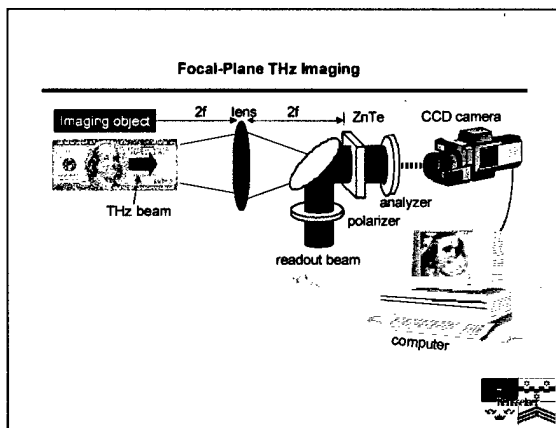 Focal-Plane THz Imaging
Imaging object
2f
lens
2f
ZnTe
CCD camera
THz beam
analyzer
polarizer
readout beam
computer